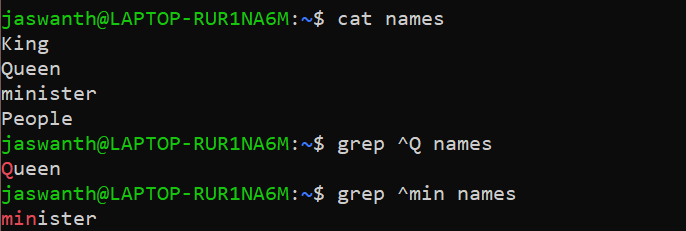 jaswanth@LAPTOP-RUR1NA6M:~$ cat names
King
Queen
minister
People
jaswanth@LAPTOP-RUR1NA6M:~$ grep ^Q names
Queen
jaswanth@LAPTOP-RUR1NA6M:~$ grep ^min names
minister